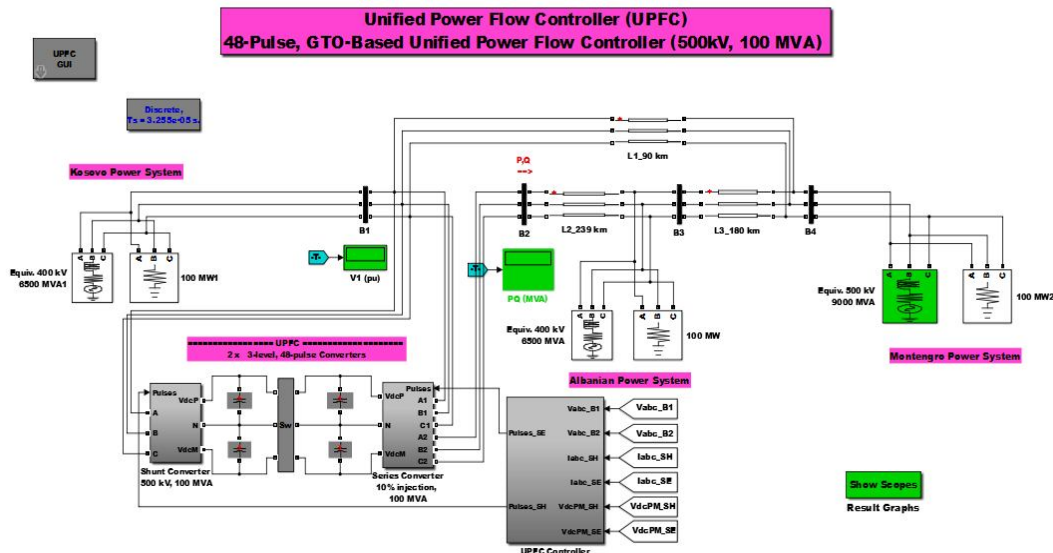 Unified Power Flow Controller (UPFC)
48-Pulse, GTO-Based Unified Power Flow Controller (500kV, 100 MVA)
UPFC
GUI
Discrete,
Ts = 3.255e-05 s.
L1_90 km
Kosovo Power System
P,Q
-->
B1
B2
L2_239 km
B3
L3_180 km
B4
-T-
V1 (pu)
-T-
PQ (MVA)
A B C
A B C
Equiv. 400 kV
6500 MVA1
100 MW1
A B C
A B C
Equiv. 400 kV
6500 MVA
100 MW
A B C
A B C
Equiv. 500 kV
9000 MVA
100 MW2
Albanian Power System
Montengro Power System
================ UPFC ===================
2 x 3-level, 48-pulse Converters
Pulses
A
B
C
VdcP
N
VdcM
Shunt Converter
500 kV, 100 MVA
Sw
Pulses
VdcP
N
VdcM
A1
B1
C1
A2
B2
C2
Series Converter
10% injection,
100 MVA
Pulses_SE
Pulses_SH
Vabc_B1
Vabc_B2
Iabc_SH
Iabc_SE
VdcPM_SH
VdcPM_SE
UPFC Controller
Vabc_B1
Vabc_B2
Iabc_SH
Iabc_SE
VdcPM_SH
VdcPM_SE
Show Scopes
Result Graphs